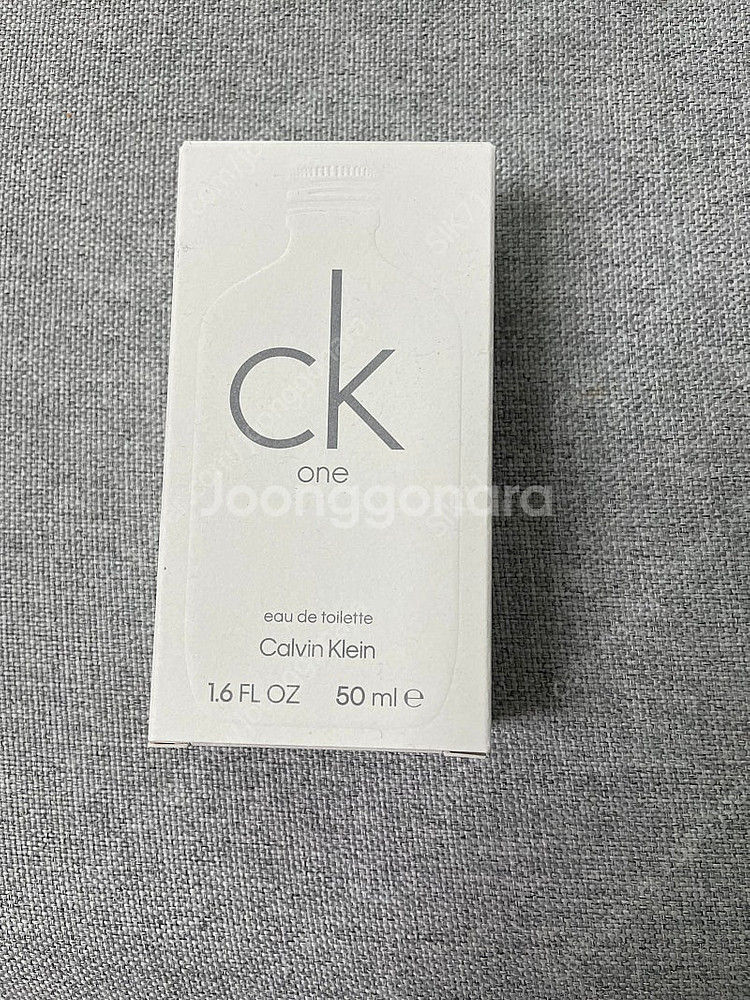 ck
one
Joonggonara
eau de toilette
Calvin Klein
1.6 FL OZ 50 ml ℮